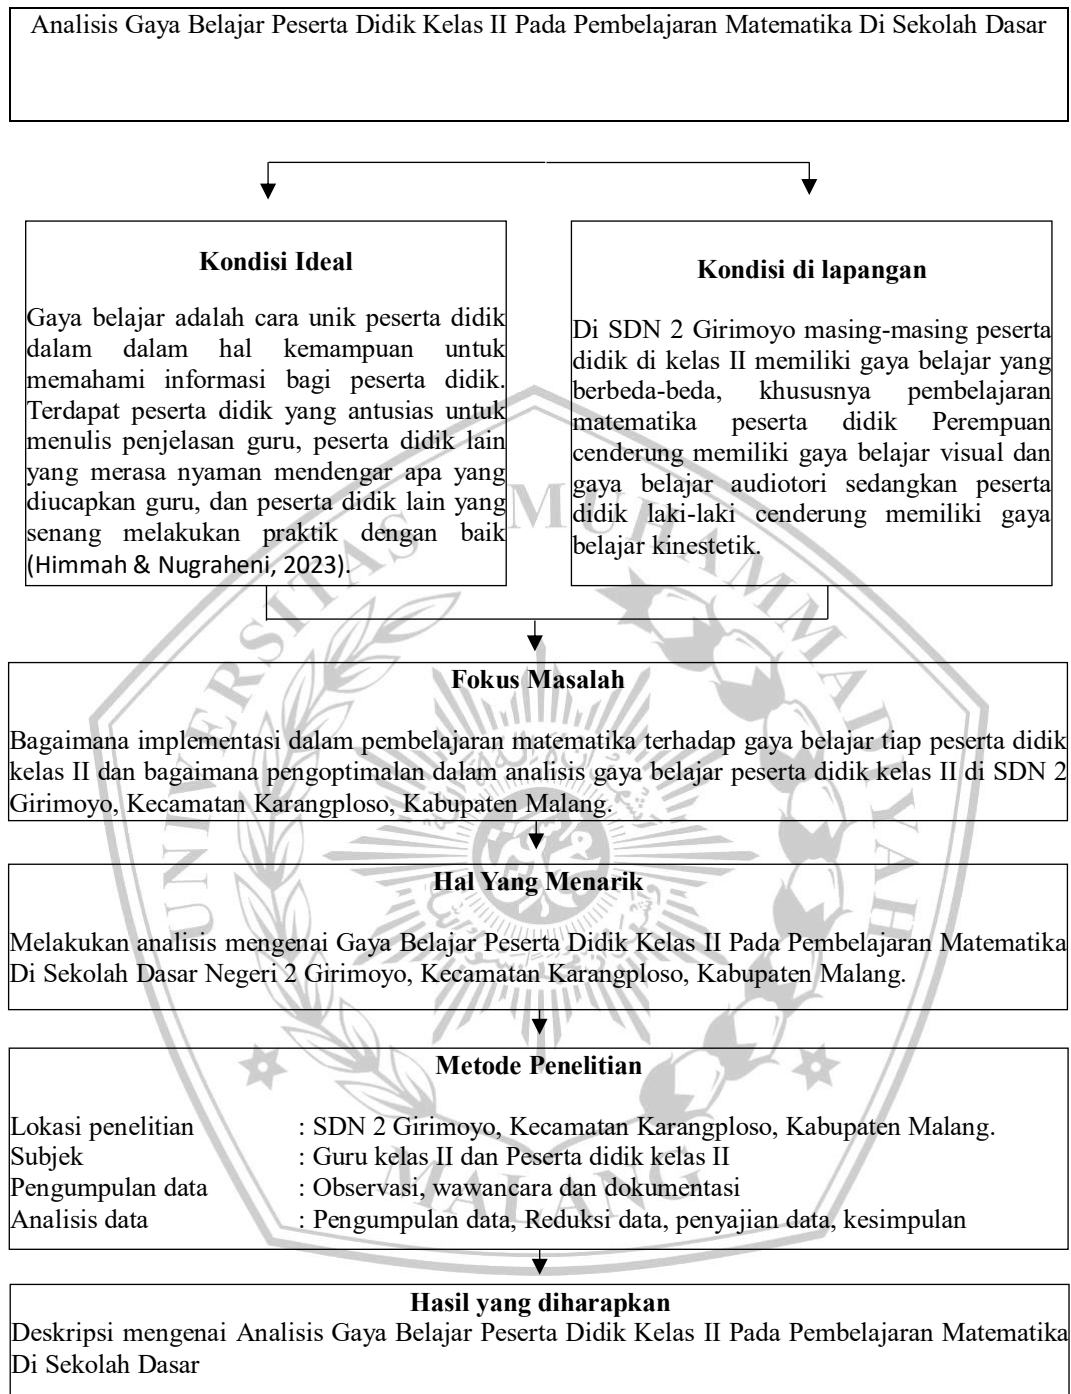 Analisis Gaya Belajar Peserta Didik Kelas II Pada Pembelajaran Matematika Di Sekolah Dasar
Kondisi Ideal
Gaya belajar adalah cara unik peserta didik
dalam dalam hal kemampuan untuk
memahami informasi bagi peserta didik.
Terdapat peserta didik yang antusias untuk
menulis penjelasan guru, peserta didik lain
yang merasa nyaman mendengar apa yang
diucapkan guru, dan peserta didik lain yang
senang melakukan praktik dengan baik
(Himmah & Nugraheni, 2023).
Kondisi di lapangan
Di SDN 2 Girimoyo masing-masing peserta
didik di kelas II memiliki gaya belajar yang
berbeda-beda, khususnya pembelajaran
matematika peserta didik Perempuan
cenderung memiliki gaya belajar visual dan
gaya belajar audiotori sedangkan peserta
didik laki-laki cenderung memiliki gaya
belajar kinestetik.
Fokus Masalah
Bagaimana implementasi dalam pembelajaran matematika terhadap gaya belajar tiap peserta didik
kelas II dan bagaimana pengoptimalan dalam analisis gaya belajar peserta didik kelas II di SDN 2
Girimoyo, Kecamatan Karangploso, Kabupaten Malang.
Hal Yang Menarik
Melakukan analisis mengenai Gaya Belajar Peserta Didik Kelas II Pada Pembelajaran Matematika
Di Sekolah Dasar Negeri 2 Girimoyo, Kecamatan Karangploso, Kabupaten Malang.
Metode Penelitian
Lokasi penelitian : SDN 2 Girimoyo, Kecamatan Karangploso, Kabupaten Malang.
Subjek : Guru kelas II dan Peserta didik kelas II
Pengumpulan data : Observasi, wawancara dan dokumentasi
Analisis data : Pengumpulan data, Reduksi data, penyajian data, kesimpulan
Hasil yang diharapkan
Deskripsi mengenai Analisis Gaya Belajar Peserta Didik Kelas II Pada Pembelajaran Matematika
Di Sekolah Dasar
UNIVERSITAS MUHAMMADIYAH
MALANG